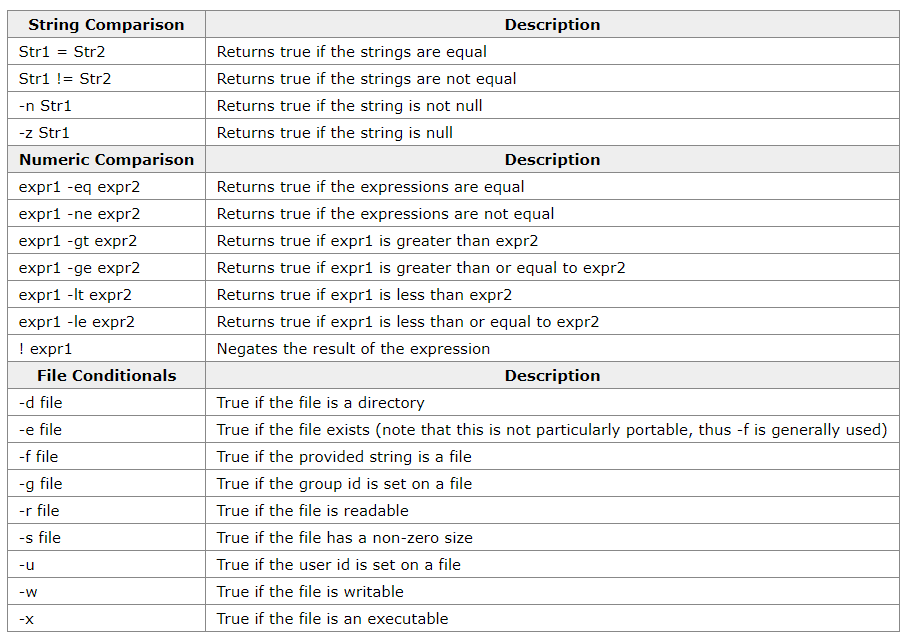 String Comparison Description
Str1 = Str2 Returns true if the strings are equal
Str1 != Str2 Returns true if the strings are not equal
-n Str1 Returns true if the string is not null
-z Str1 Returns true if the string is null
Numeric Comparison Description
expr1 -eq expr2 Returns true if the expressions are equal
expr1 -ne expr2 Returns true if the expressions are not equal
expr1 -gt expr2 Returns true if expr1 is greater than expr2
expr1 -ge expr2 Returns true if expr1 is greater than or equal to expr2
expr1 -lt expr2 Returns true if expr1 is less than expr2
expr1 -le expr2 Returns true if expr1 is less than or equal to expr2
! expr1 Negates the result of the expression
File Conditionals Description
-d file True if the file is a directory
-e file True if the file exists (note that this is not particularly portable, thus -f is generally used)
-f file True if the provided string is a file
-g file True if the group id is set on a file
-r file True if the file is readable
-s file True if the file has a non-zero size
-u True if the user id is set on a file
-w True if the file is writable
-x True if the file is an executable